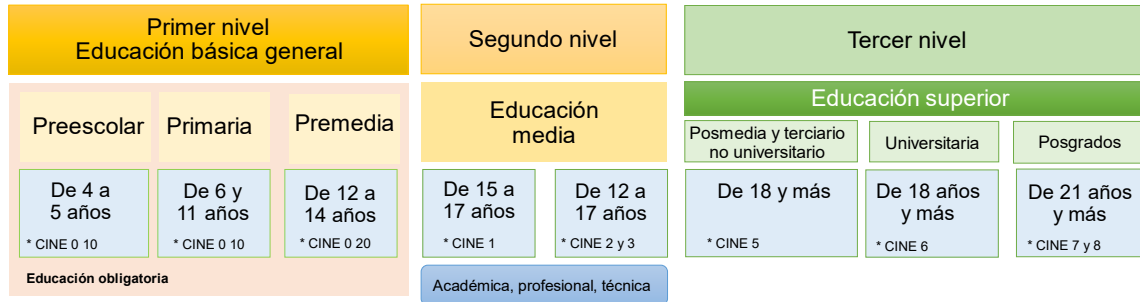 Primer nivel
Educación básica general
Segundo nivel
Tercer nivel
Preescolar
Primaria
Premedia
Educación
media
Educación superior
Posmedia y terciario
no universitario
Universitaria
Posgrados
De 4 a
5 años
* CINE 0 10
De 6 y
11 años
* CINE 0 10
De 12 a
14 años
* CINE 0 20
De 15 a
17 años
* CINE 1
De 12 a
17 años
* CINE 2 y 3
De 18 y más
* CINE 5
De 18 años
y más
* CINE 6
De 21 años
y más
* CINE 7 y 8
Educación obligatoria
Académica, profesional, técnica